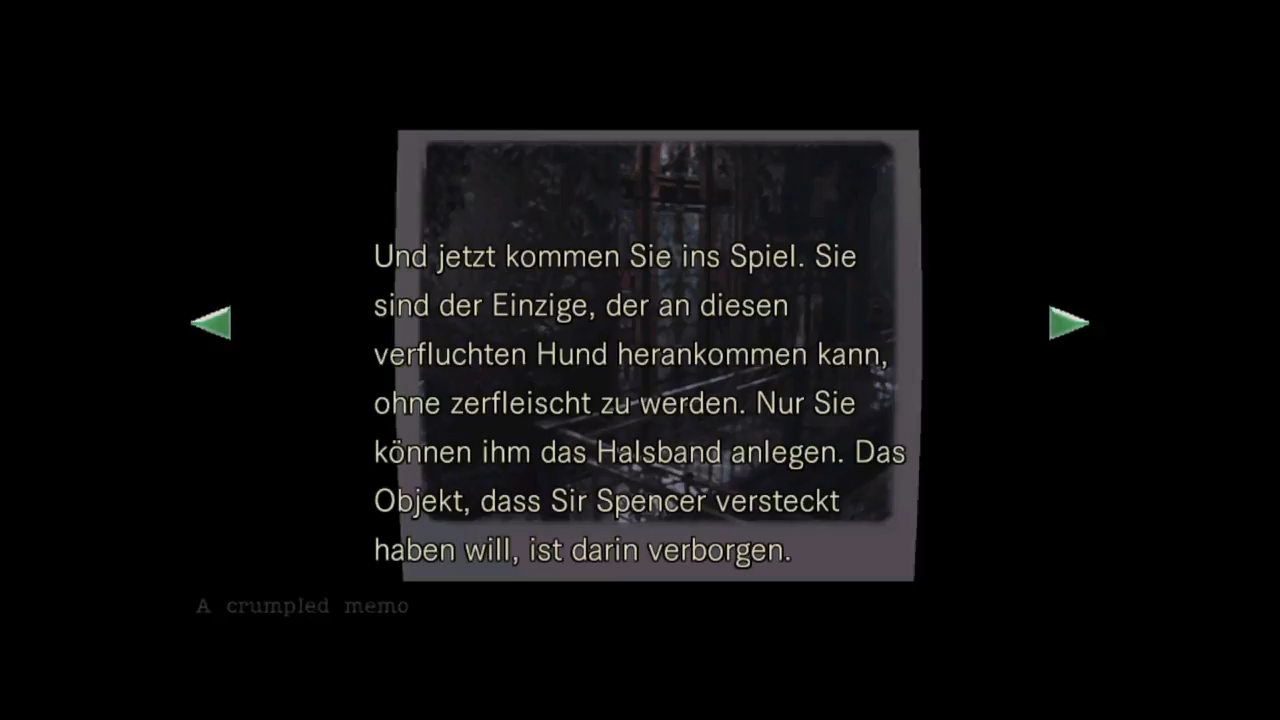 Und jetzt kommen Sie ins Spiel. Sie
sind der Einzige, der an diesen
verfluchten Hund herankommen kann,
ohne zerfleischt zu werden. Nur Sie
können ihm das Halsband anlegen. Das
Objekt, dass Sir Spencer versteckt
haben will, ist darin verborgen.
A crumpled memo